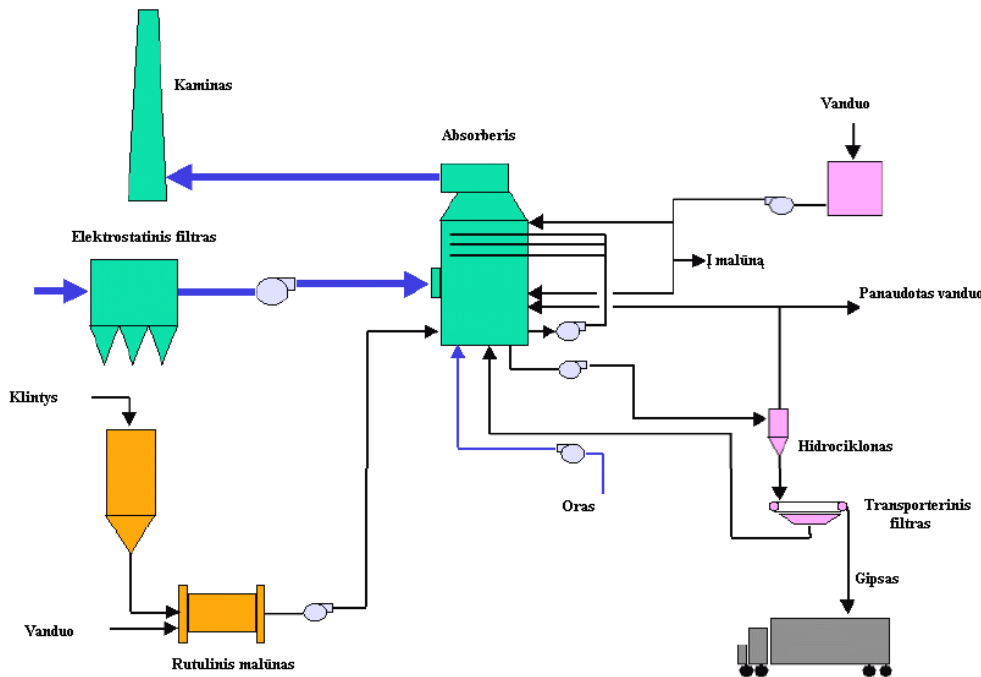 Kaminas
Absorberis
Vanduo
Elektrostatinis filtras
Į malūną
Panaudotas vanduo
Klintys
Hidrociklonas
Oras
Transporterinis
filtras
Gipsas
Vanduo
Rutulinis malūnas